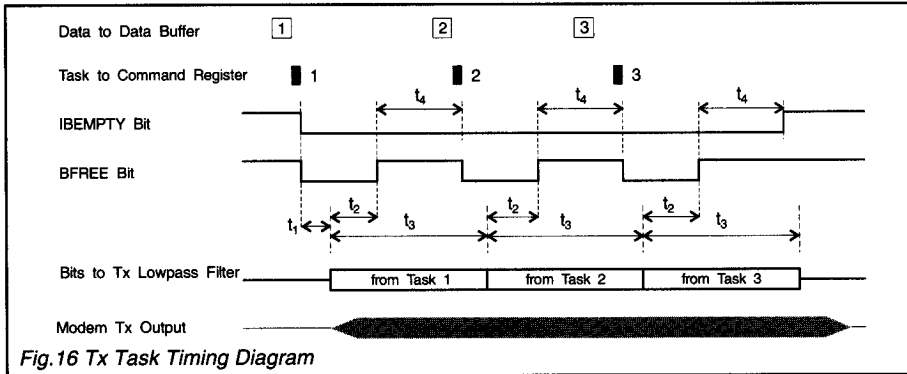 Data to Data Buffer 1 2 3
Task to Command Register 1 2 3
t4 t4 t4
IBEMPTY Bit
BFREE Bit
t2 t2 t2
t1 t3 t3 t3
Bits to Tx Lowpass Filter from Task 1 from Task 2 from Task 3
Modem Tx Output
Fig.16 Tx Task Timing Diagram